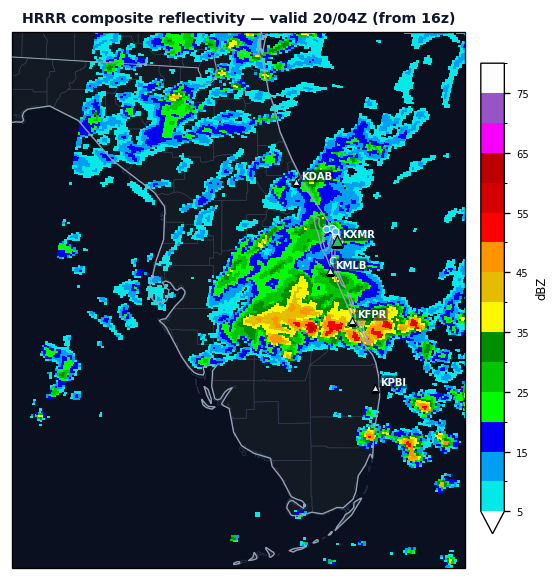 HRRR composite reflectivity — valid 20/04Z (from 16z)
KDAB
KXMR
KMLB
KFPR
KPBI
75
65
55
45
35
25
15
5
dBZ